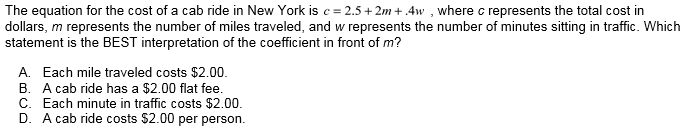 The equation for the cost of a cab ride in New York is c = 2.5 + 2m + .4w , where c represents the total cost in
dollars, m represents the number of miles traveled, and w represents the number of minutes sitting in traffic. Which
statement is the BEST interpretation of the coefficient in front of m?
A. Each mile traveled costs $2.00.
B. A cab ride has a $2.00 flat fee.
C. Each minute in traffic costs $2.00.
D. A cab ride costs $2.00 per person.